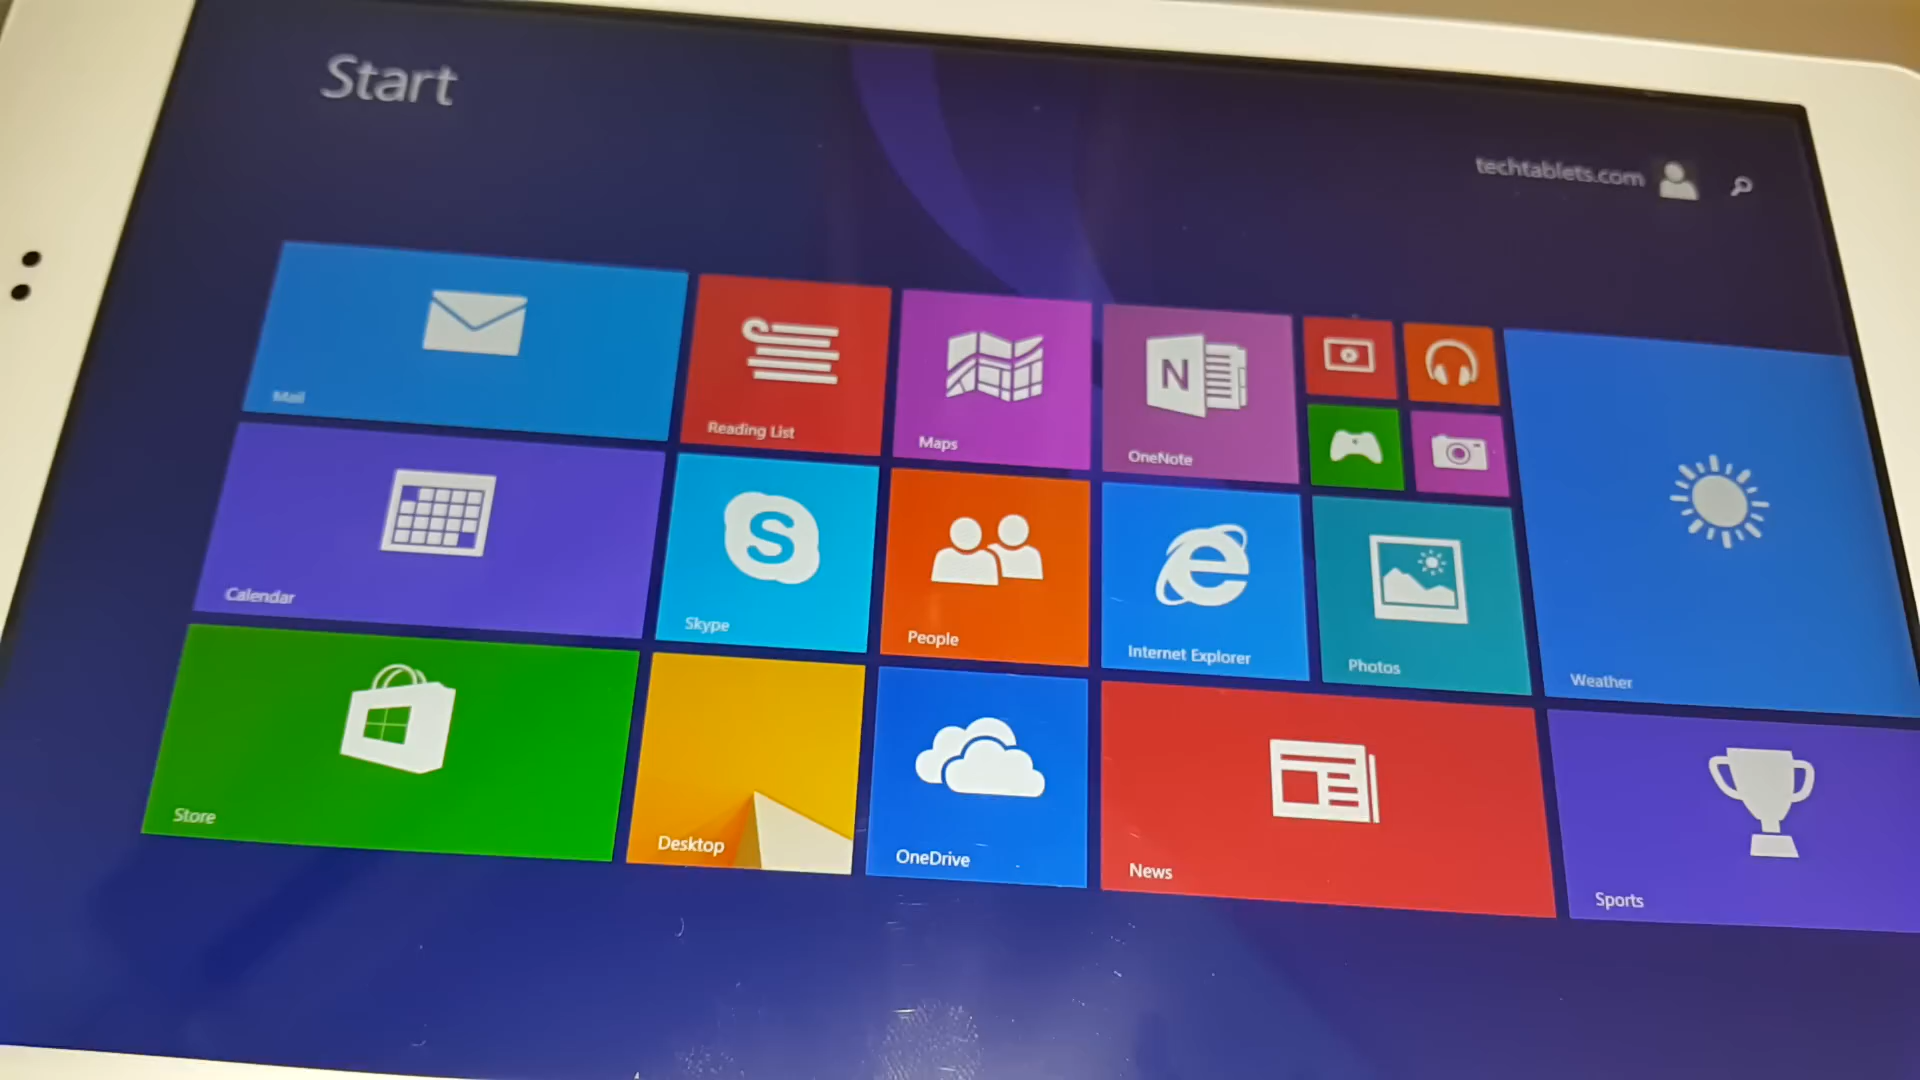 Start
techtablets.com
Mail
Reading List
Maps
N
OneNote
Calendar
S
Skype
People
Internet Explorer
Photos
Weather
Store
Desktop
OneDrive
News
Sports